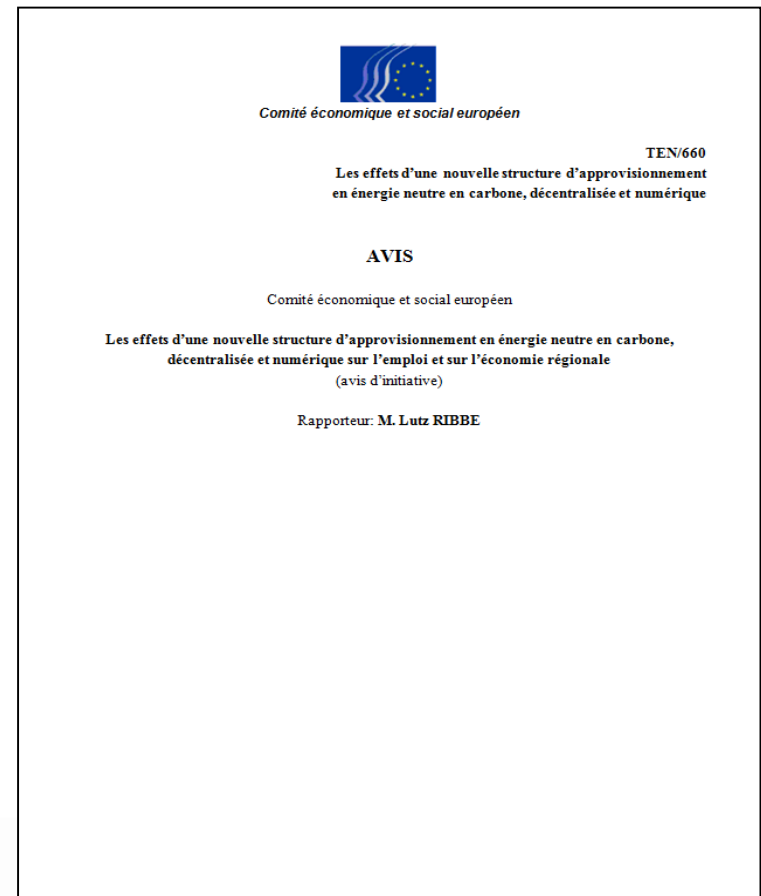 Comité économique et social européen
TEN/660
Les effets d'une nouvelle structure d'approvisionnement
en énergie neutre en carbone, décentralisée et numérique
AVIS
Comité économique et social européen
Les effets d'une nouvelle structure d'approvisionnement en énergie neutre en carbone,
décentralisée et numérique sur l'emploi et sur l'économie régionale
(avis d'initiative)
Rapporteur: M. Lutz RIBBE